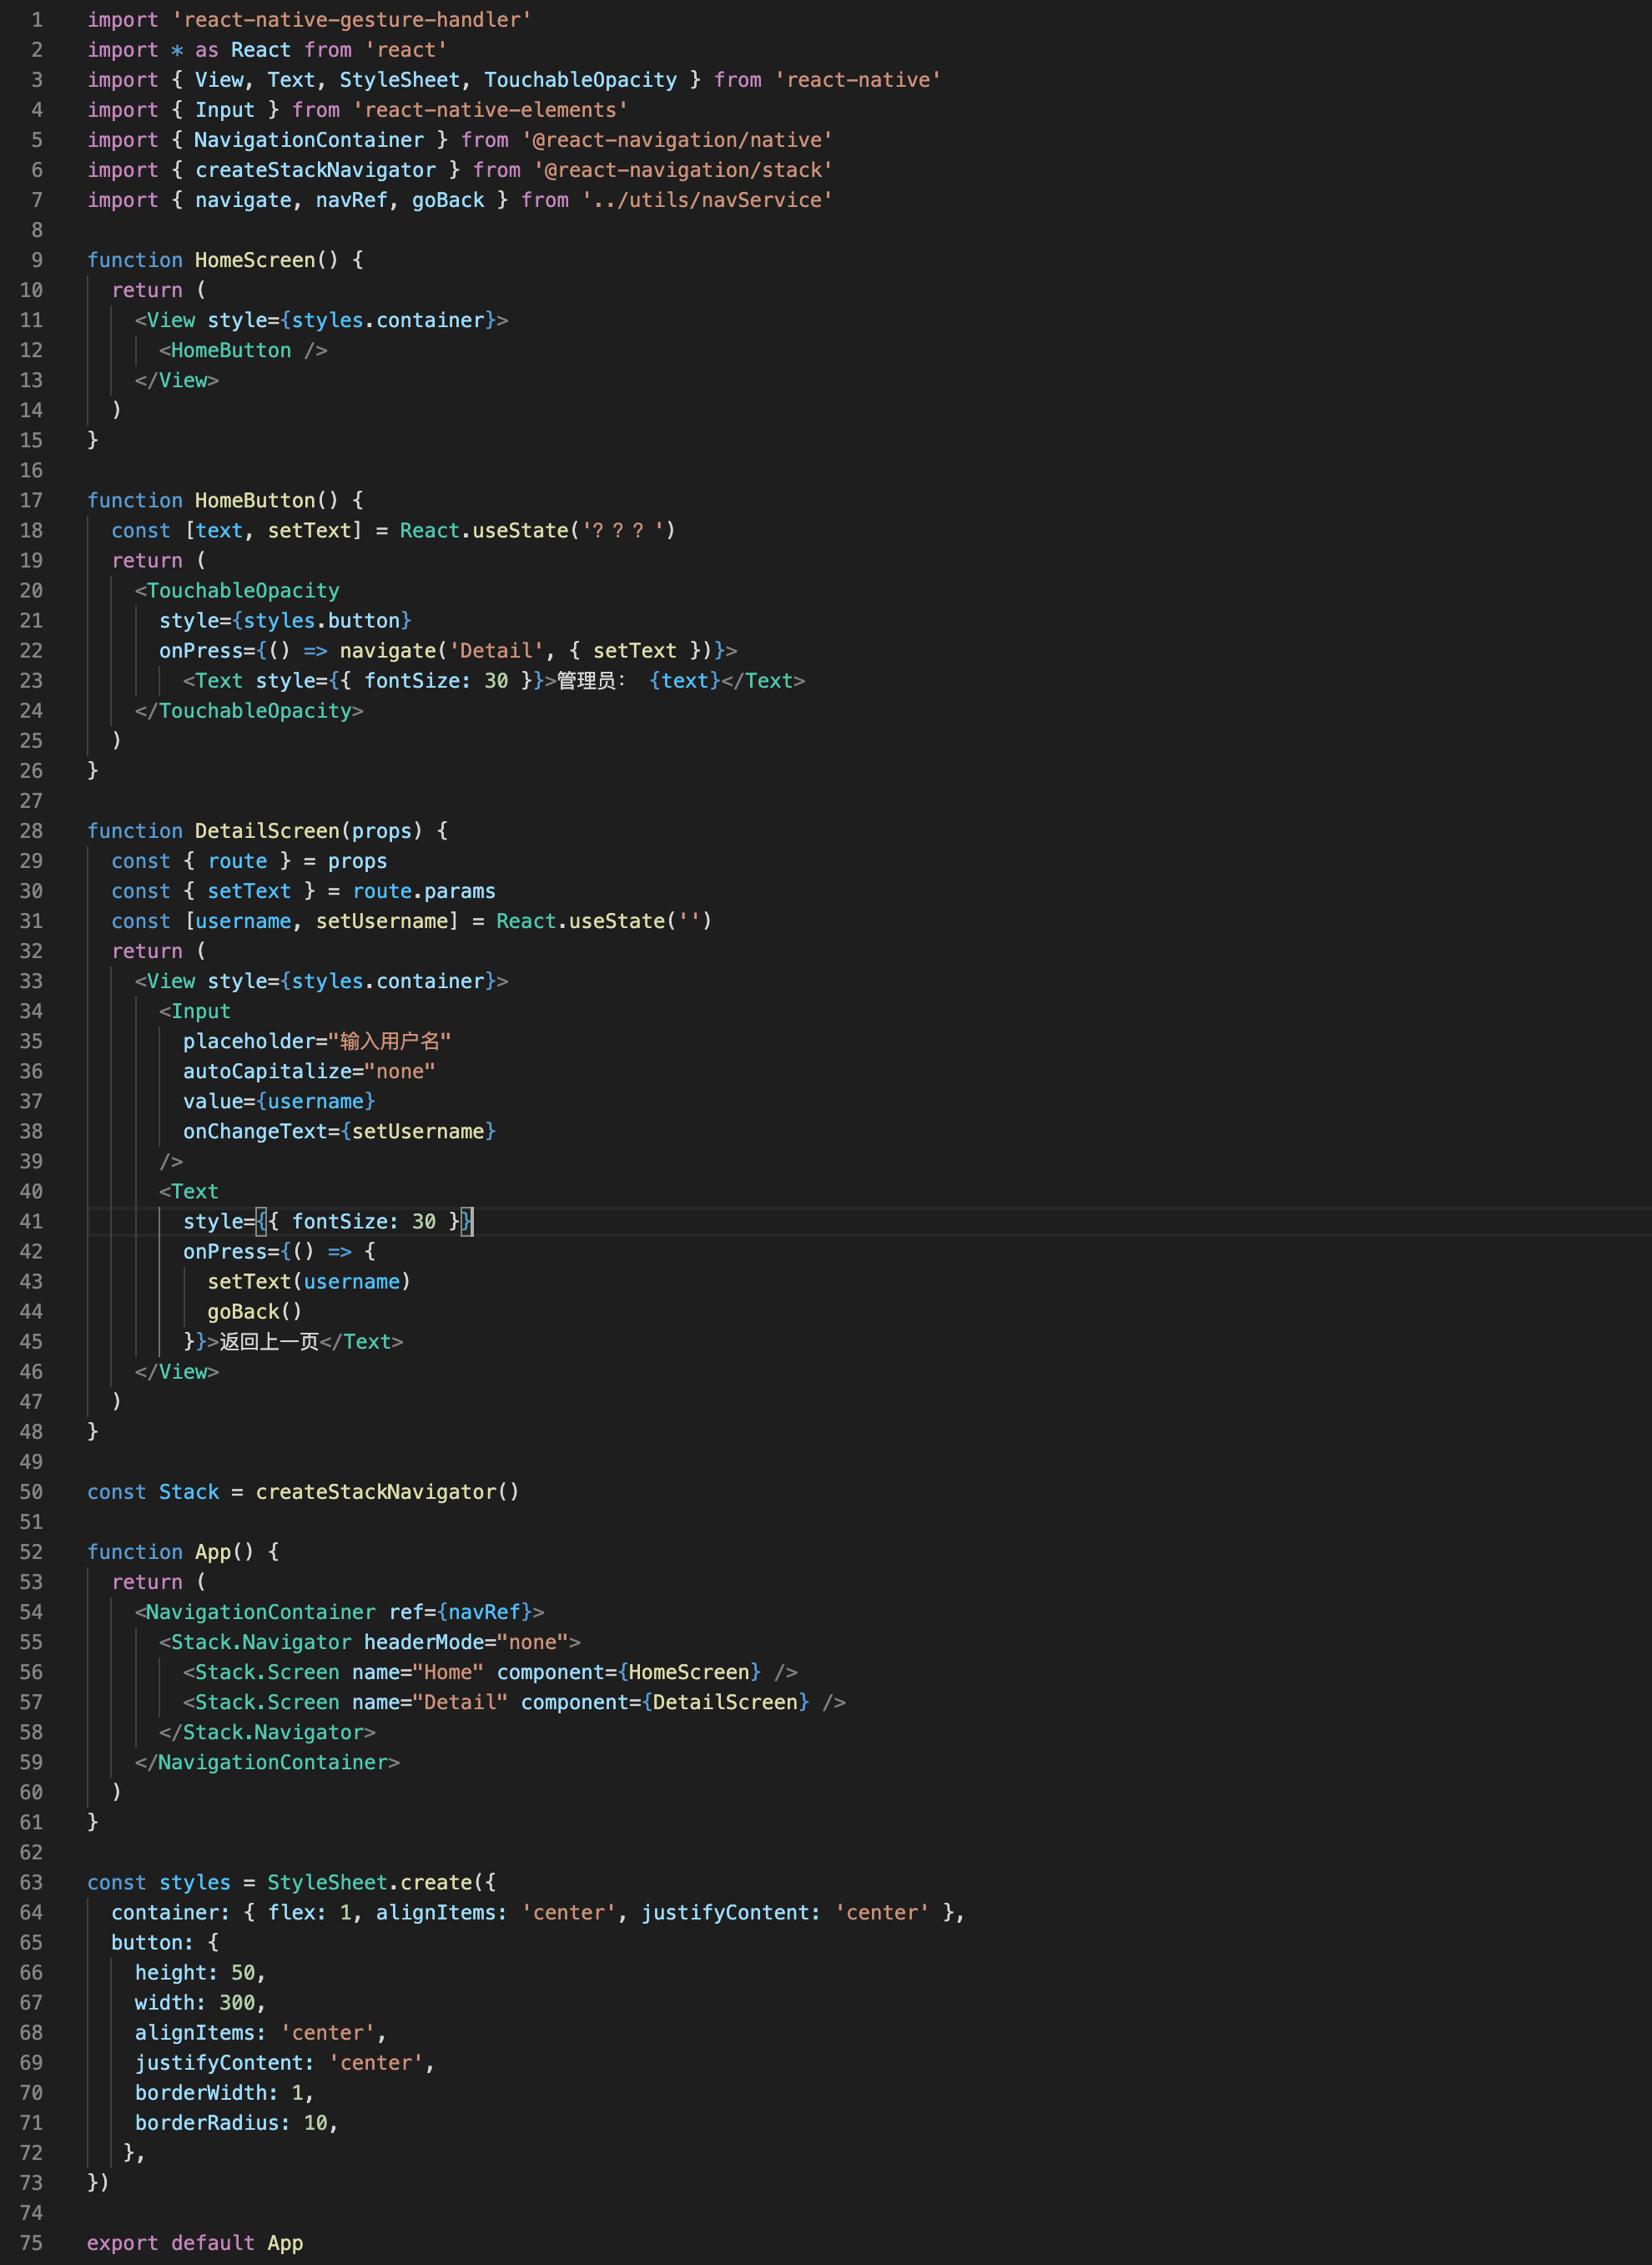 1 import 'react-native-gesture-handler'
2 import * as React from 'react'
3 import { View, Text, StyleSheet, TouchableOpacity } from 'react-native'
4 import { Input } from 'react-native-elements'
5 import { NavigationContainer } from '@react-navigation/native'
6 import { createStackNavigator } from '@react-navigation/stack'
7 import { navigate, navRef, goBack } from '../utils/navService'
8
9 function HomeScreen() {
10   return (
11     <View style={styles.container}>
12       <HomeButton />
13     </View>
14   )
15 }
16
17 function HomeButton() {
18   const [text, setText] = React.useState('？？？')
19   return (
20     <TouchableOpacity
21       style={styles.button}
22       onPress={() => navigate('Detail', { setText })}>
23         <Text style={{ fontSize: 30 }}>管理员： {text}</Text>
24     </TouchableOpacity>
25   )
26 }
27
28 function DetailScreen(props) {
29   const { route } = props
30   const { setText } = route.params
31   const [username, setUsername] = React.useState('')
32   return (
33     <View style={styles.container}>
34       <Input
35         placeholder="输入用户名"
36         autoCapitalize="none"
37         value={username}
38         onChangeText={setUsername}
39       />
40       <Text
41         style={{ fontSize: 30 }}
42         onPress={() => {
43           setText(username)
44           goBack()
45         }}>返回上一页</Text>
46     </View>
47   )
48 }
49
50 const Stack = createStackNavigator()
51
52 function App() {
53   return (
54     <NavigationContainer ref={navRef}>
55       <Stack.Navigator headerMode="none">
56         <Stack.Screen name="Home" component={HomeScreen} />
57         <Stack.Screen name="Detail" component={DetailScreen} />
58       </Stack.Navigator>
59     </NavigationContainer>
60   )
61 }
62
63 const styles = StyleSheet.create({
64   container: { flex: 1, alignItems: 'center', justifyContent: 'center' },
65   button: {
66     height: 50,
67     width: 300,
68     alignItems: 'center',
69     justifyContent: 'center',
70     borderWidth: 1,
71     borderRadius: 10,
72    },
73 })
74
75 export default App